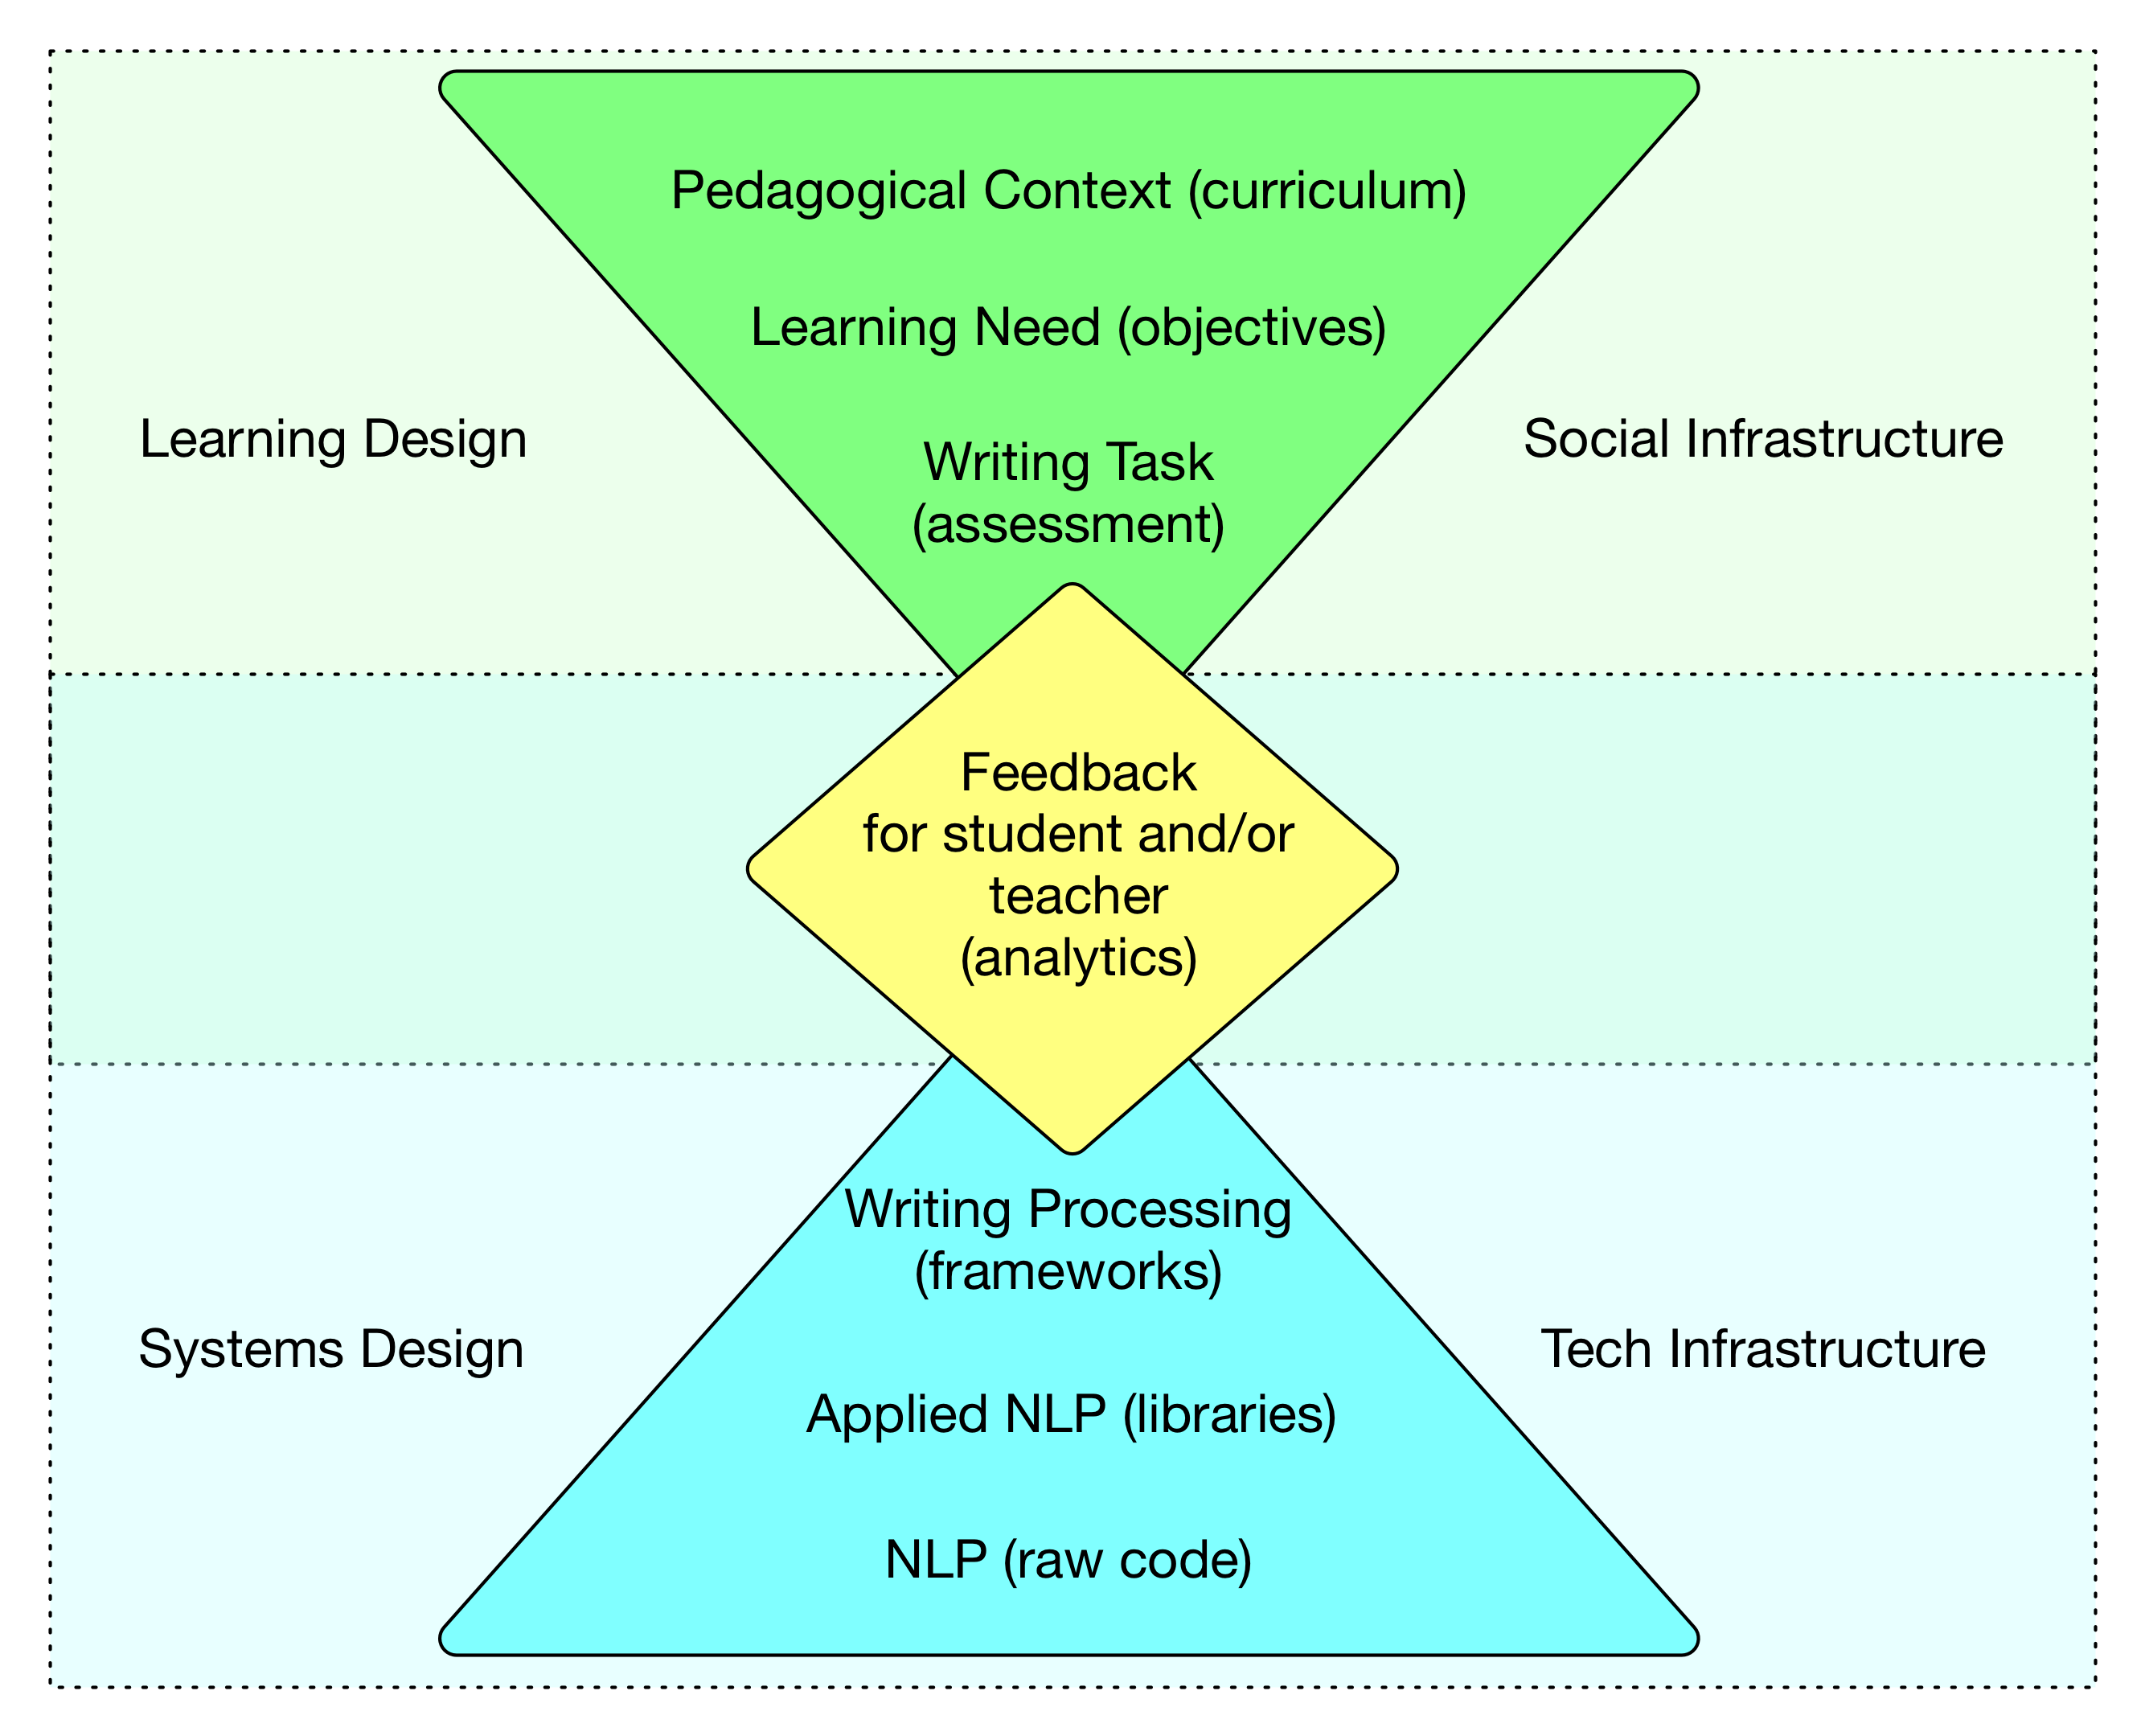 Pedagogical Context (curriculum)
Learning Need (objectives)
Learning Design
Social Infrastructure
Writing Task
(assessment)
Feedback
for student and/or
teacher
(analytics)
Writing Processing
(frameworks)
Systems Design
Tech Infrastructure
Applied NLP (libraries)
NLP (raw code)